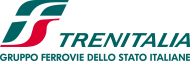 TRENITALIA
GRUPPO FERROVIE DELLO STATO ITALIANE